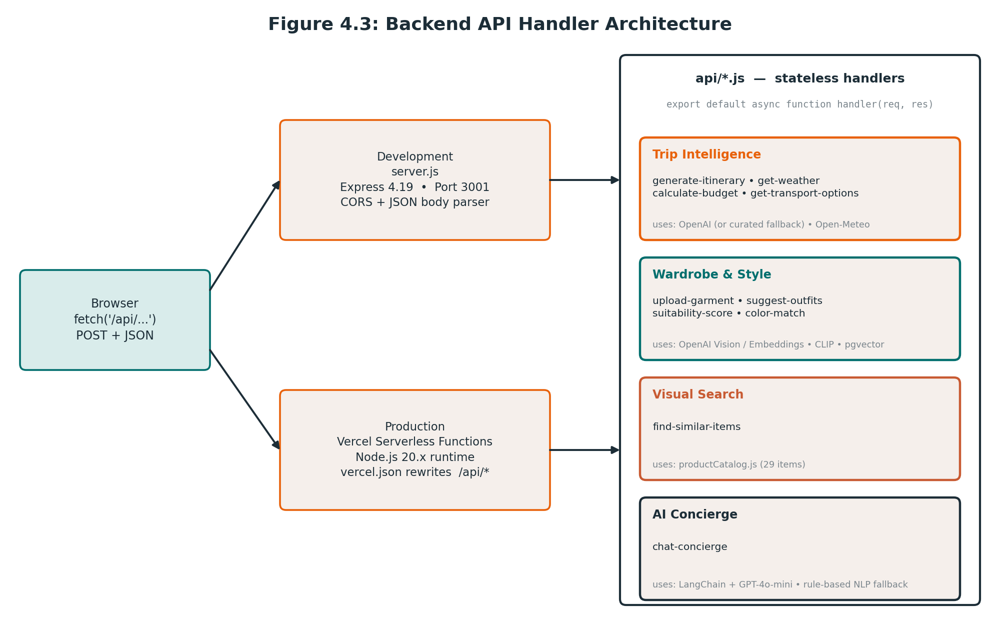 Figure 4.3: Backend API Handler Architecture
Browser
fetch('/api/...')
POST + JSON
Development
server.js
Express 4.19 • Port 3001
CORS + JSON body parser
Production
Vercel Serverless Functions
Node.js 20.x runtime
vercel.json rewrites /api/*
api/*.js — stateless handlers
export default async function handler(req, res)
Trip Intelligence
generate-itinerary • get-weather
calculate-budget • get-transport-options
uses: OpenAI (or curated fallback) • Open-Meteo
Wardrobe & Style
upload-garment • suggest-outfits
suitability-score • color-match
uses: OpenAI Vision / Embeddings • CLIP • pgvector
Visual Search
find-similar-items
uses: productCatalog.js (29 items)
AI Concierge
chat-concierge
uses: LangChain + GPT-4o-mini • rule-based NLP fallback